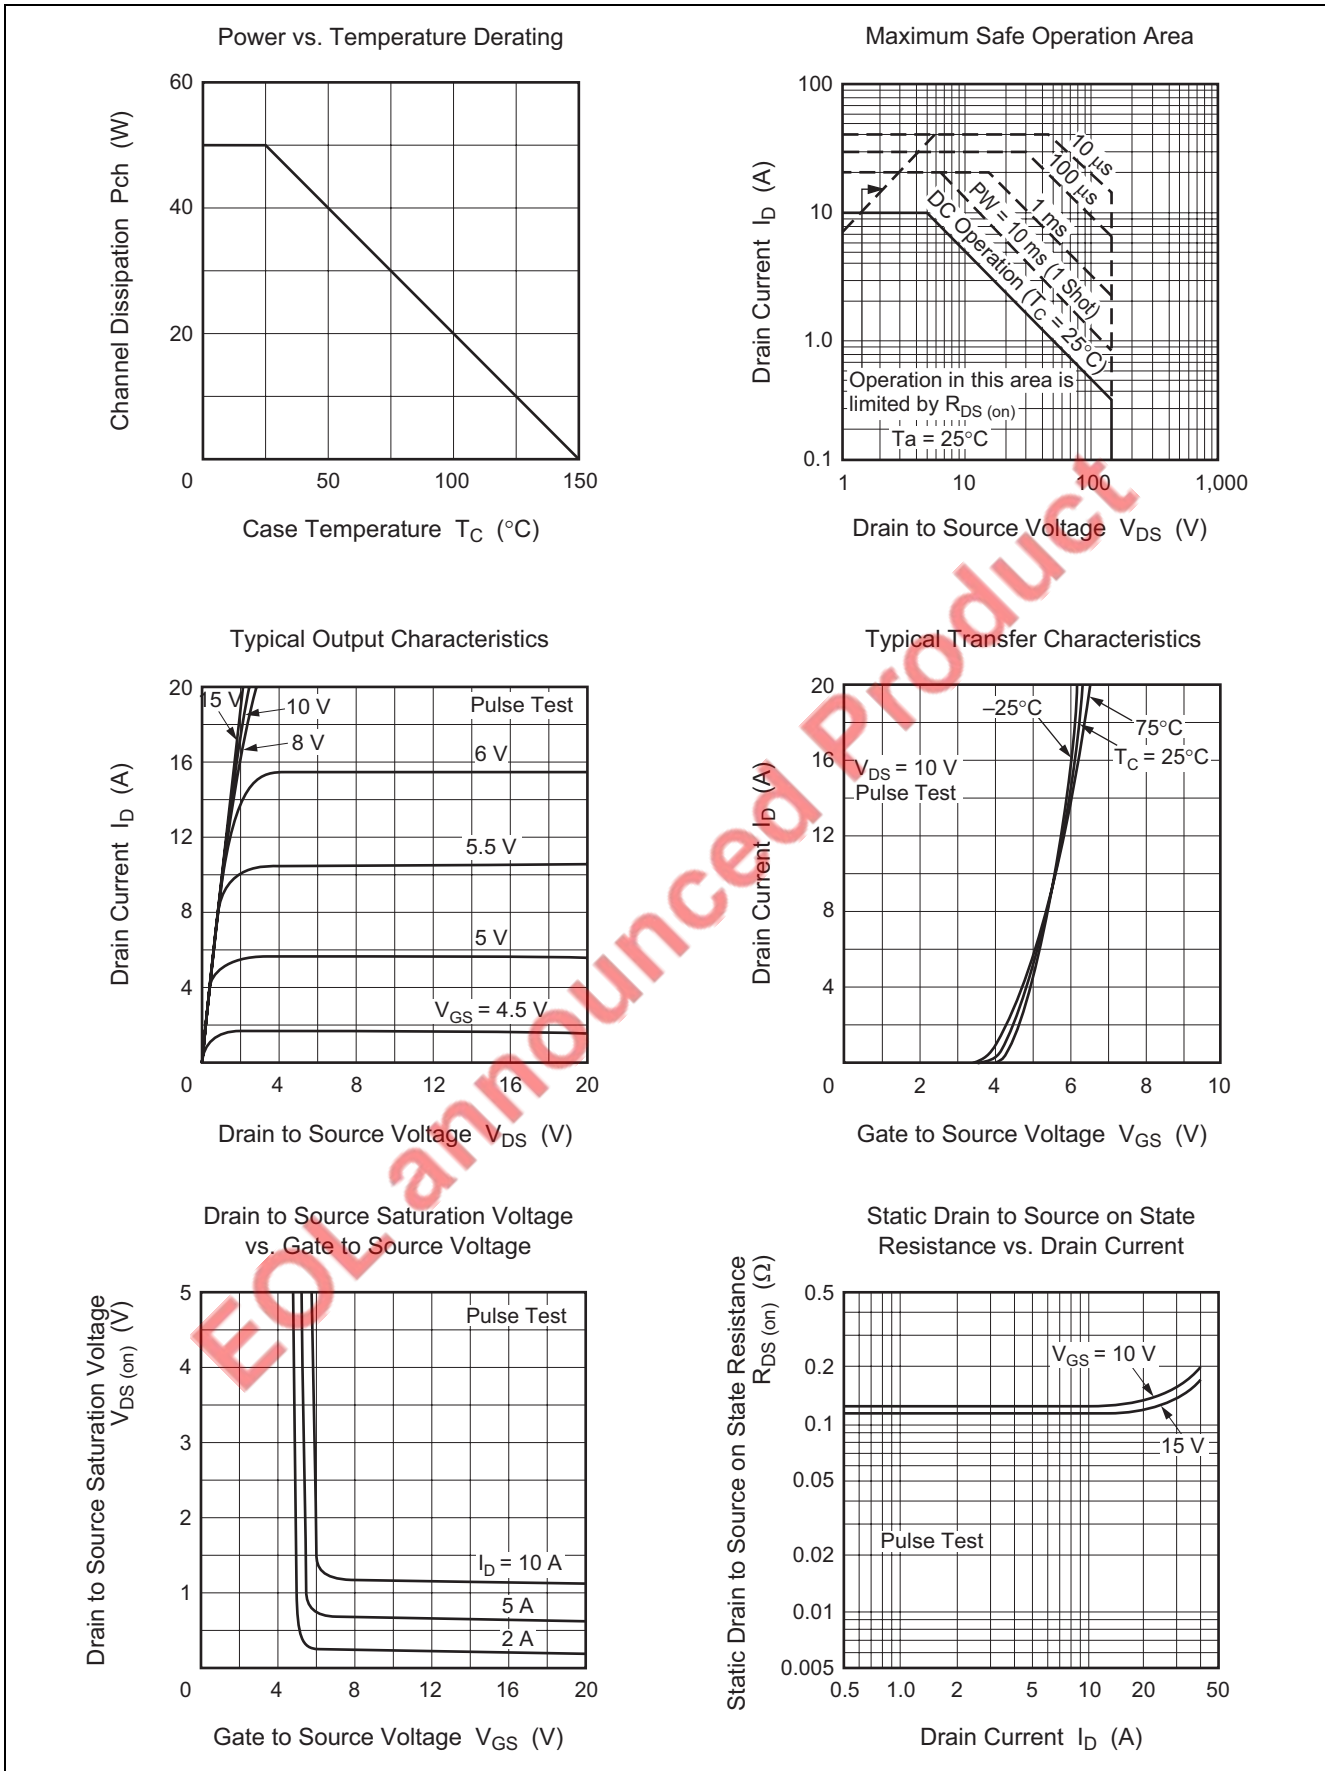 Power vs. Temperature Derating
Channel Dissipation Pch (W)
60
40
20
0
50
100
150
Case Temperature TC (°C)
Maximum Safe Operation Area
Drain Current ID (A)
100
10
1.0
0.1
10 µs
100 µs
1 ms
PW = 10 ms (1 Shot)
DC Operation (TC = 25°C)
Operation in this area is
limited by RDS (on)
Ta = 25°C
1
10
100
1,000
Drain to Source Voltage VDS (V)
Typical Output Characteristics
Drain Current ID (A)
20
16
12
8
4
15 V
10 V
8 V
Pulse Test
6 V
5.5 V
5 V
VGS = 4.5 V
0
4
8
12
16
20
Drain to Source Voltage VDS (V)
Typical Transfer Characteristics
Drain Current ID (A)
20
16
12
8
4
–25°C
75°C
TC = 25°C
VDS = 10 V
Pulse Test
0
2
4
6
8
10
Gate to Source Voltage VGS (V)
Drain to Source Saturation Voltage
vs. Gate to Source Voltage
Drain to Source Saturation Voltage
VDS (on) (V)
5
4
3
2
1
Pulse Test
ID = 10 A
5 A
2 A
0
4
8
12
16
20
Gate to Source Voltage VGS (V)
Static Drain to Source on State
Resistance vs. Drain Current
Static Drain to Source on State Resistance
RDS (on) (Ω)
0.5
0.2
0.1
0.05
0.02
0.01
0.005
VGS = 10 V
15 V
Pulse Test
0.5
1.0
2
5
10
20
50
Drain Current ID (A)
EOL announced Product